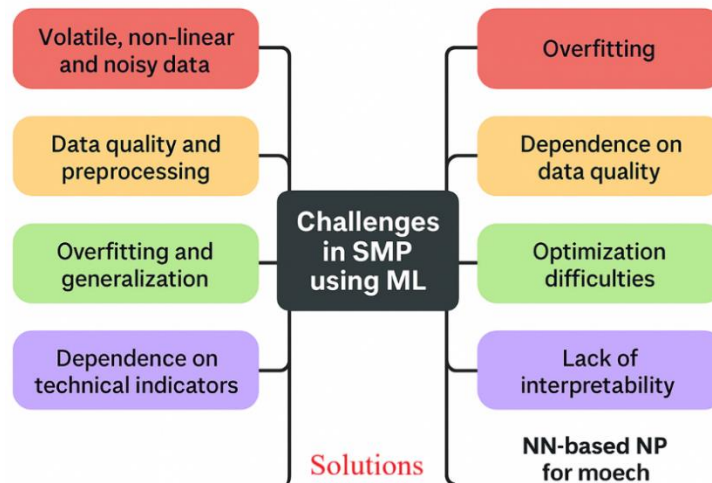 Volatile, non-linear
and noisy data
Data quality and
preprocessing
Overfitting and
generalization
Dependence on
technical indicators
Challenges
in SMP
using ML
Overfitting
Dependence on
data quality
Optimization
difficulties
Lack of
interpretability
NN-based NP
for moech
Solutions